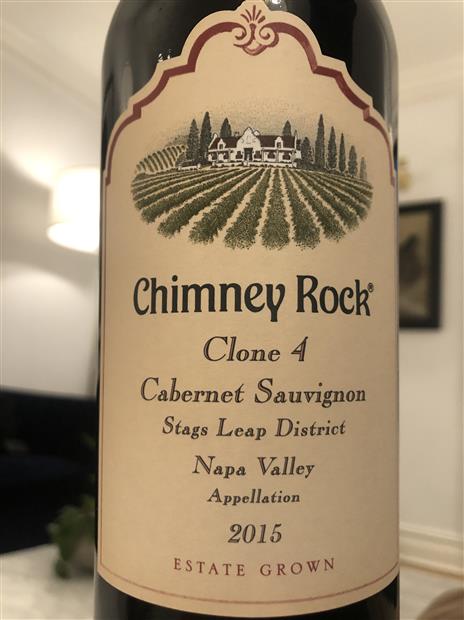 Chimney Rock®
Clone 4
Cabernet Sauvignon
Stags Leap District
Napa Valley
Appellation
2015
ESTATE GROWN